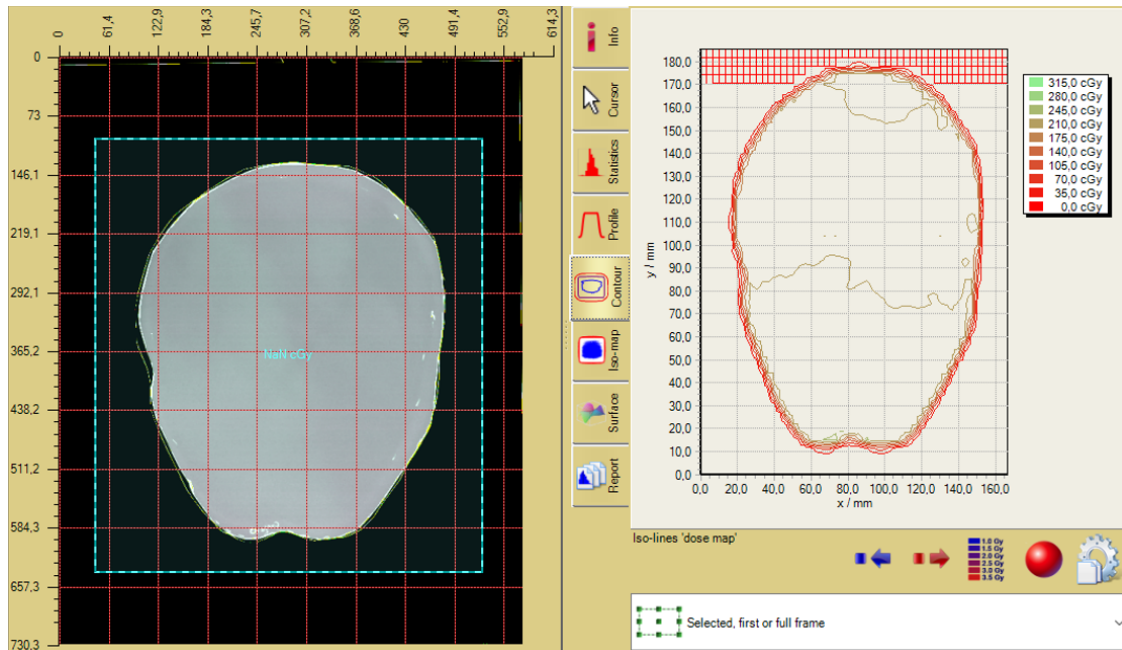 0 61,4 122,9 184,3 245,7 307,2 368,6 430 491,4 552,9 614,3
0
73
146,1
219,1
292,1
365,2
438,2
511,2
584,3
657,3
730,3
NaN cGy
Info
Cursor
Statistics
Profile
Contour
Iso-map
Surface
Report
y / mm
180,0
170,0
160,0
150,0
140,0
130,0
120,0
110,0
100,0
90,0
80,0
70,0
60,0
50,0
40,0
30,0
20,0
10,0
0,0
0,0 20,0 40,0 60,0 80,0 100,0 120,0 140,0 160,0
x / mm
315,0 cGy
280,0 cGy
245,0 cGy
210,0 cGy
175,0 cGy
140,0 cGy
105,0 cGy
70,0 cGy
35,0 cGy
0,0 cGy
Iso-lines 'dose map'
1.0 Gy
1.5 Gy
2.0 Gy
2.5 Gy
3.0 Gy
3.5 Gy
Selected, first or full frame